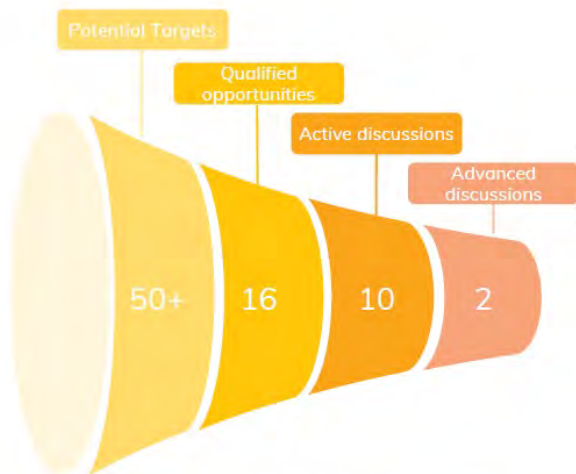 Potential Targets
Qualified
opportunities
Active discussions
Advanced
discussions
50+
16
10
2